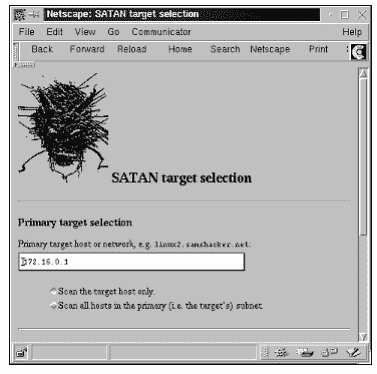 Netscape: SATAN target selection
File Edit View Go Communicator Help
Back Forward Reload Home Search Netscape Print
SATAN target selection
Primary target selection
Primary target host or network, e.g. linux2.samshacker.net:
172.16.0.1
Scan the target host only.
Scan all hosts in the primary (i.e. the target's) subnet.